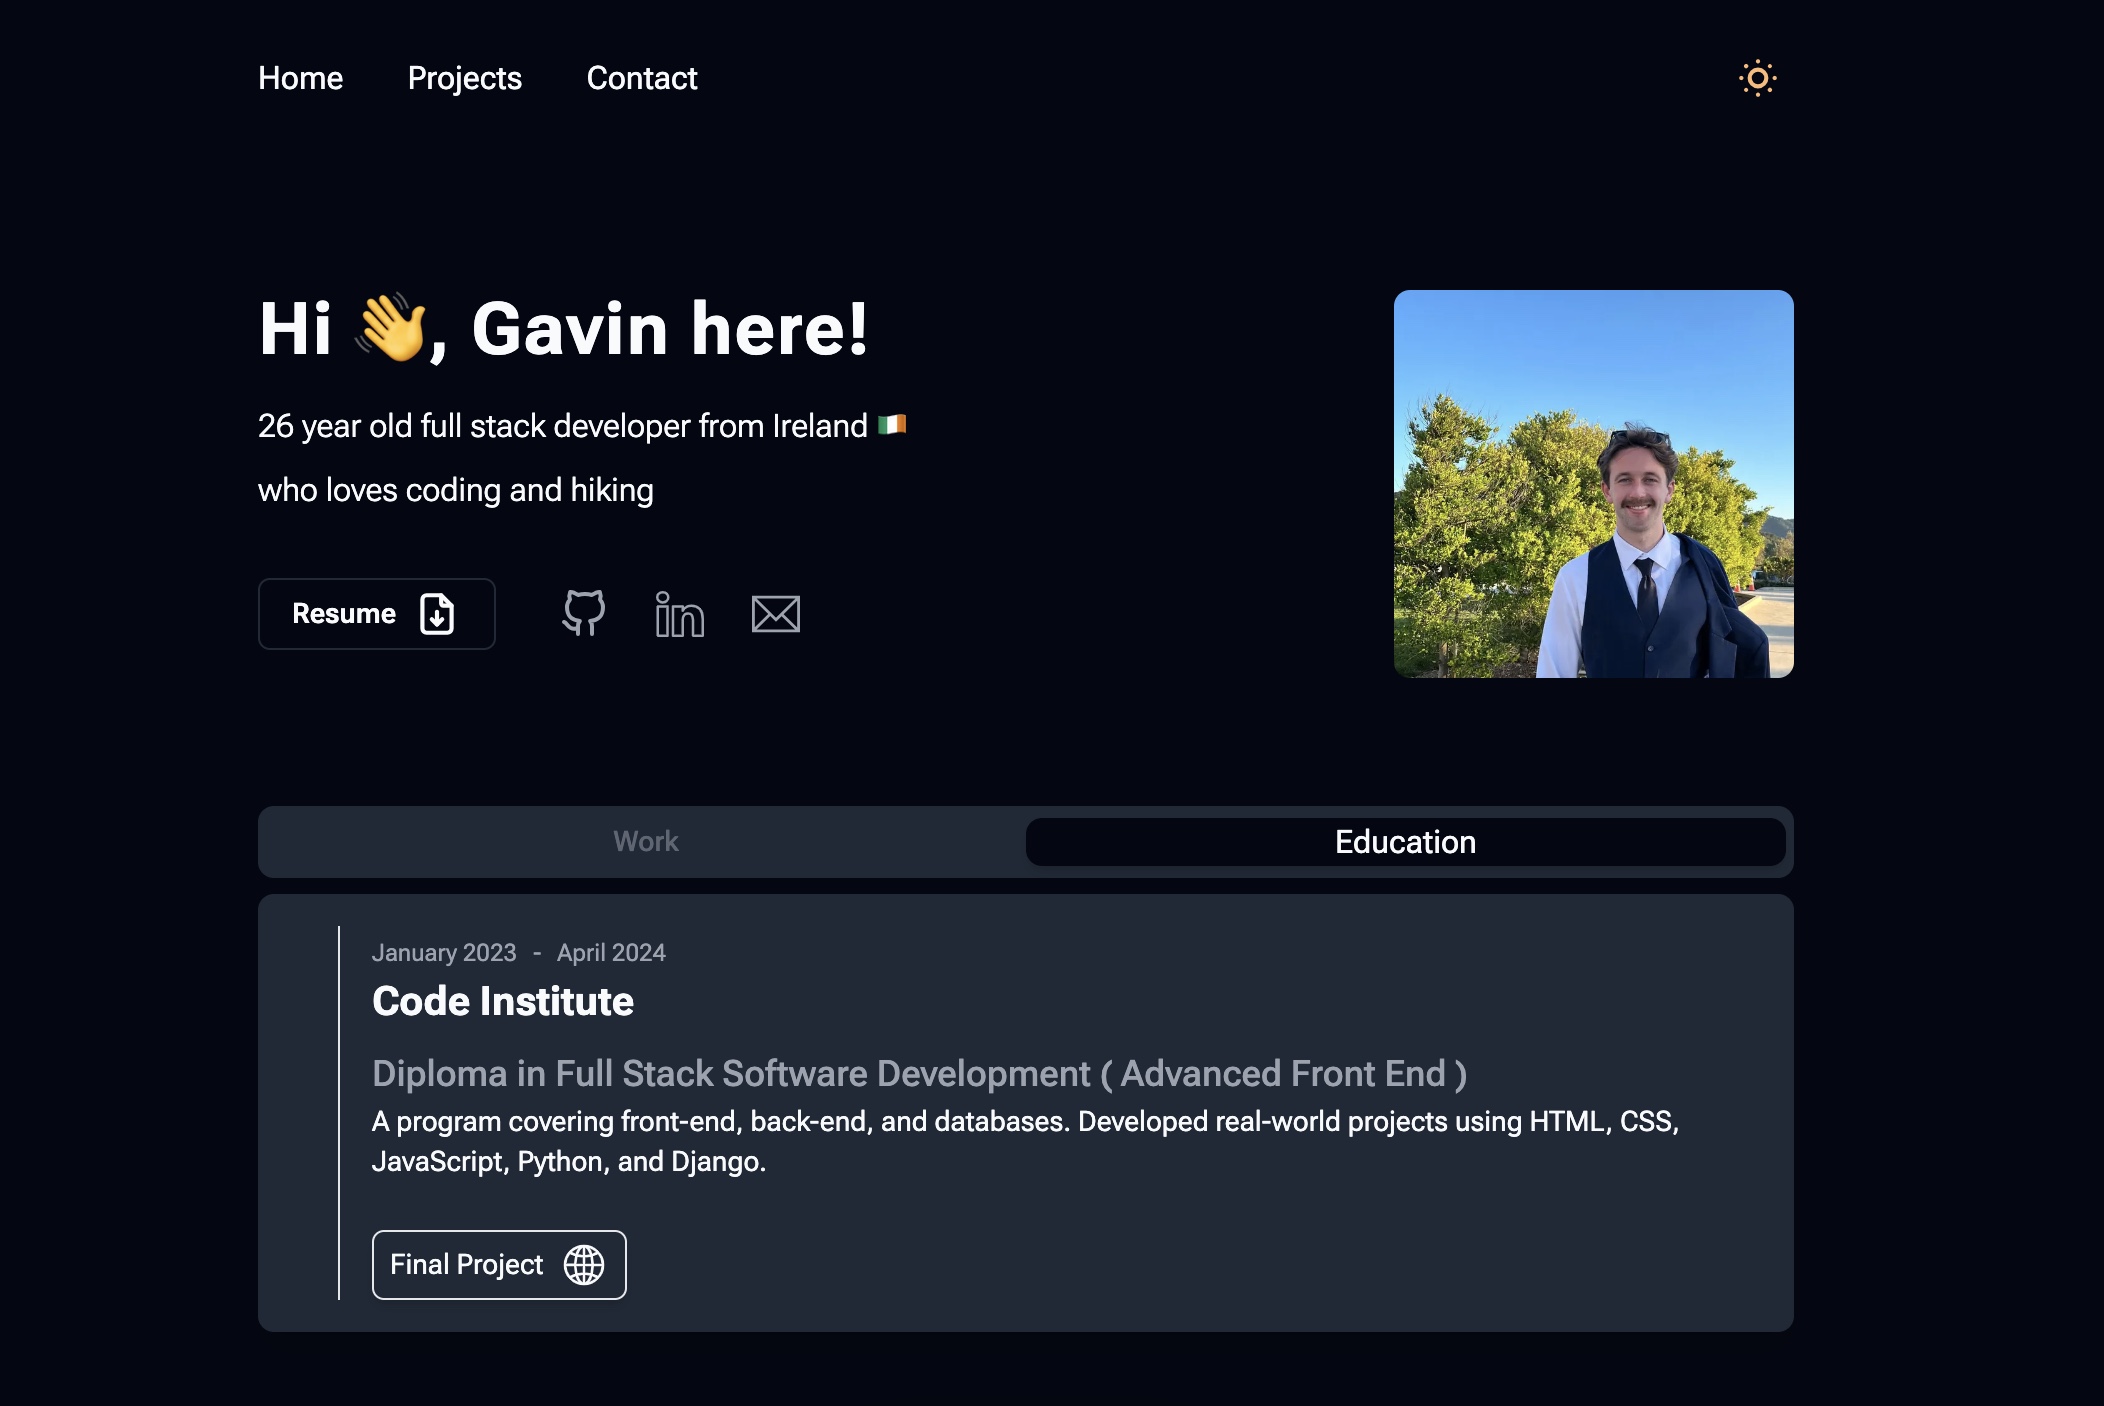 Home Projects Contact
Hi 👋, Gavin here!
26 year old full stack developer from Ireland 🇮🇪
who loves coding and hiking
Resume
in
Work Education
January 2023 - April 2024
Code Institute
Diploma in Full Stack Software Development ( Advanced Front End )
A program covering front-end, back-end, and databases. Developed real-world projects using HTML, CSS,
JavaScript, Python, and Django.
Final Project